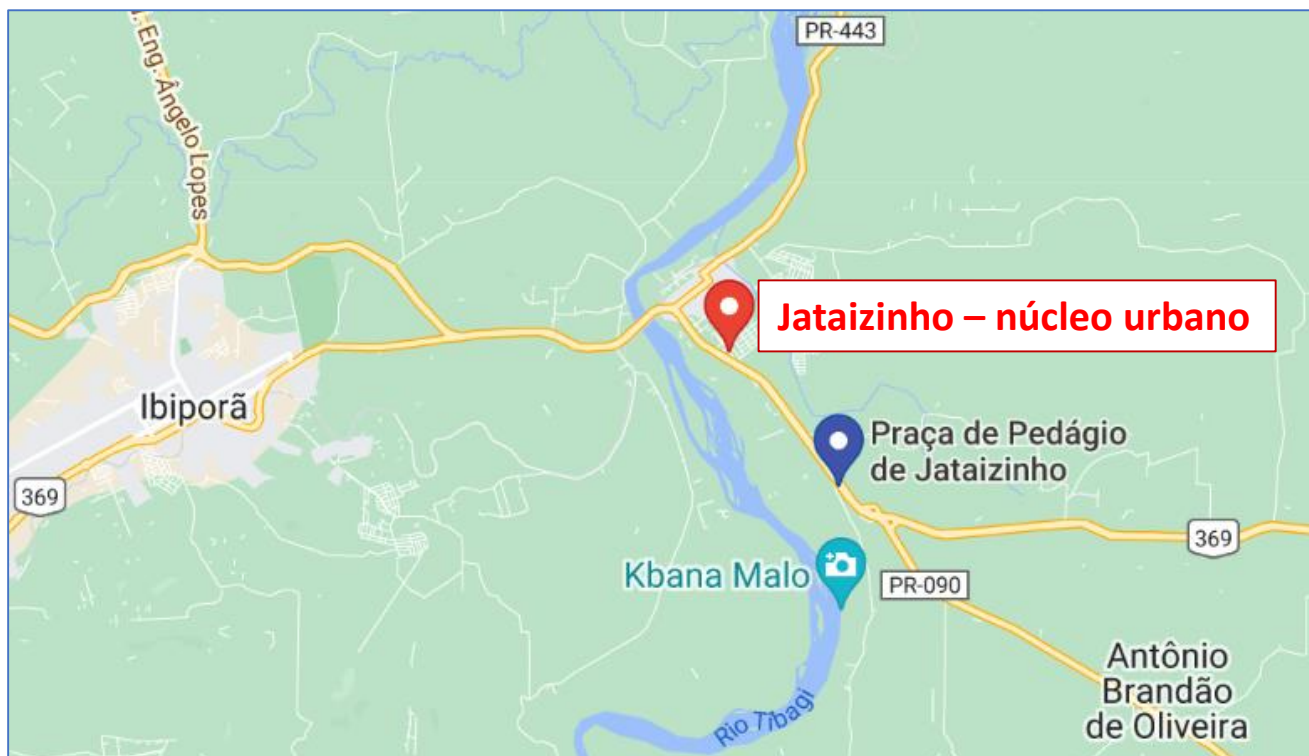 PR-443
Eng. Ângelo Lopes
Jataizinho – núcleo urbano
Ibiporã
Praça de Pedágio
de Jataizinho
369
369
Kbana Malo
PR-090
Antônio
Brandão
de Oliveira
Rio Tibagi